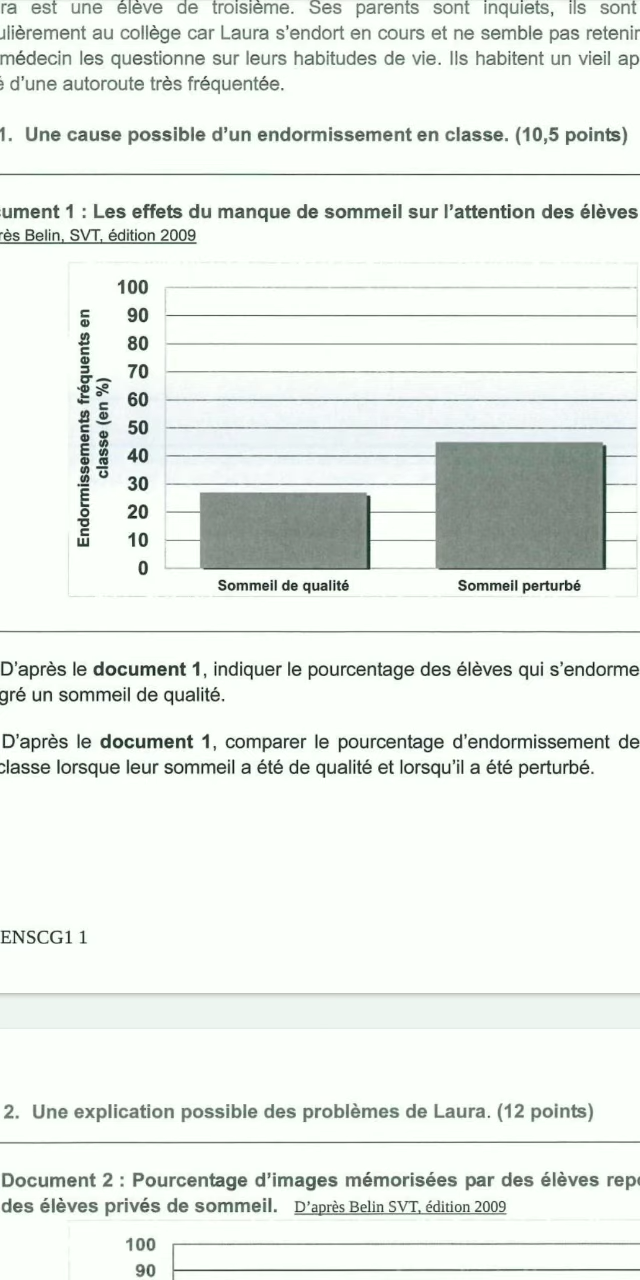 ra est une élève de troisième. Ses parents sont inquiets, ils sont
ulièrement au collège car Laura s'endort en cours et ne semble pas retenir
médecin les questionne sur leurs habitudes de vie. Ils habitent un vieil ap
é d'une autoroute très fréquentée.
1. Une cause possible d'un endormissement en classe. (10,5 points)
ument 1 : Les effets du manque de sommeil sur l'attention des élèves
rès Belin, SVT, édition 2009
Endormissements fréquents en
classe (en %)
100
90
80
70
60
50
40
30
20
10
0
Sommeil de qualité Sommeil perturbé
D'après le document 1, indiquer le pourcentage des élèves qui s'endorme
gré un sommeil de qualité.
D'après le document 1, comparer le pourcentage d'endormissement de
classe lorsque leur sommeil a été de qualité et lorsqu'il a été perturbé.
ENSCG1 1
2. Une explication possible des problèmes de Laura. (12 points)
Document 2 : Pourcentage d'images mémorisées par des élèves repo
des élèves privés de sommeil. D'après Belin SVT, édition 2009
100
90